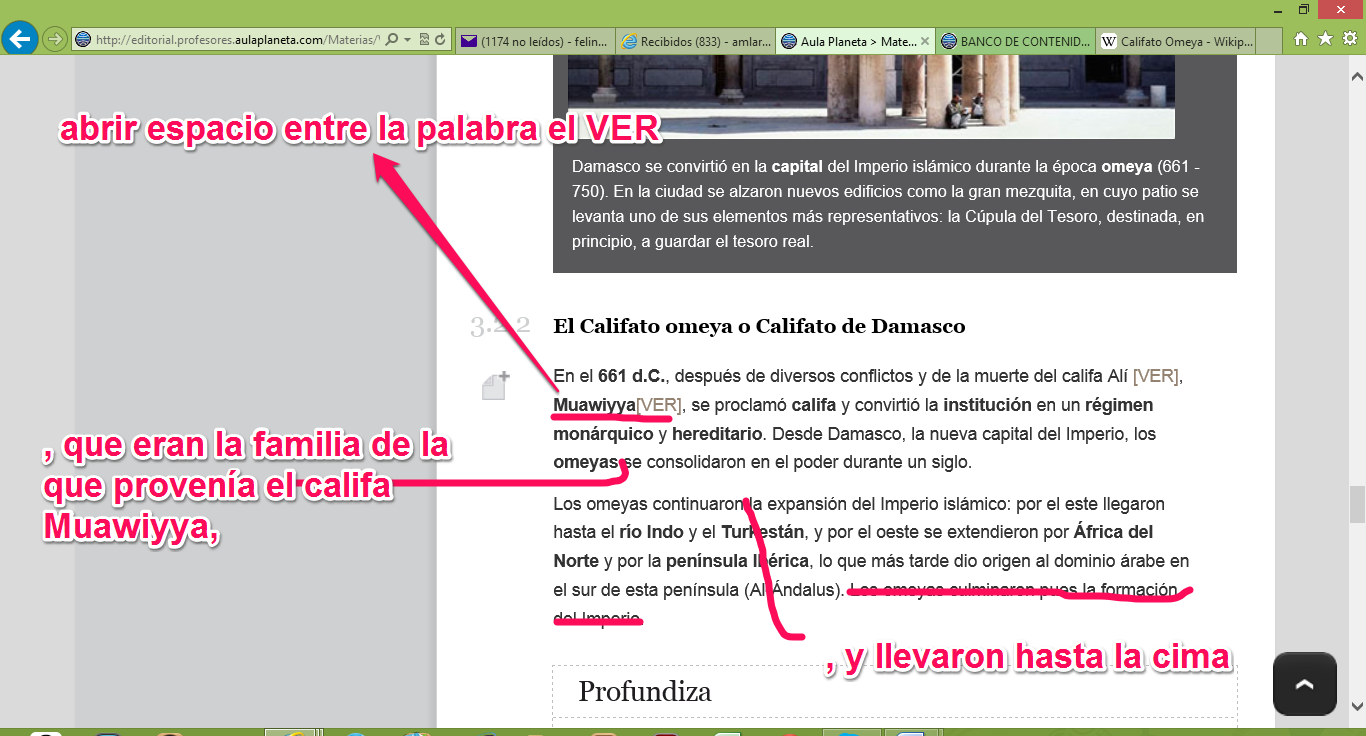 http://editorial.profesores.aulaplaneta.com/Materias/
(1174 no leídos) - felin...
Recibidos (833) - amlar...
Aula Planeta > Mate...
BANCO DE CONTENID...
W Califato Omeya - Wikip...
abrir espacio entre la palabra el VER
Damasco se convirtió en la capital del Imperio islámico durante la época omeya (661 -
750). En la ciudad se alzaron nuevos edificios como la gran mezquita, en cuyo patio se
levanta uno de sus elementos más representativos: la Cúpula del Tesoro, destinada, en
principio, a guardar el tesoro real.
3.2.2 El Califato omeya o Califato de Damasco
En el 661 d.C., después de diversos conflictos y de la muerte del califa Alí [VER],
Muawiyya[VER], se proclamó califa y convirtió la institución en un régimen
monárquico y hereditario. Desde Damasco, la nueva capital del Imperio, los
omeyas se consolidaron en el poder durante un siglo.
, que eran la familia de la
que provenía el califa
Muawiyya,
Los omeyas continuaron la expansión del Imperio islámico: por el este llegaron
hasta el río Indo y el Turkestán, y por el oeste se extendieron por África del
Norte y por la península Ibérica, lo que más tarde dio origen al dominio árabe en
el sur de esta península (Al Ándalus). Los omeyas culminaron pues la formación
del Imperio.
, y llevaron hasta la cima
Profundiza